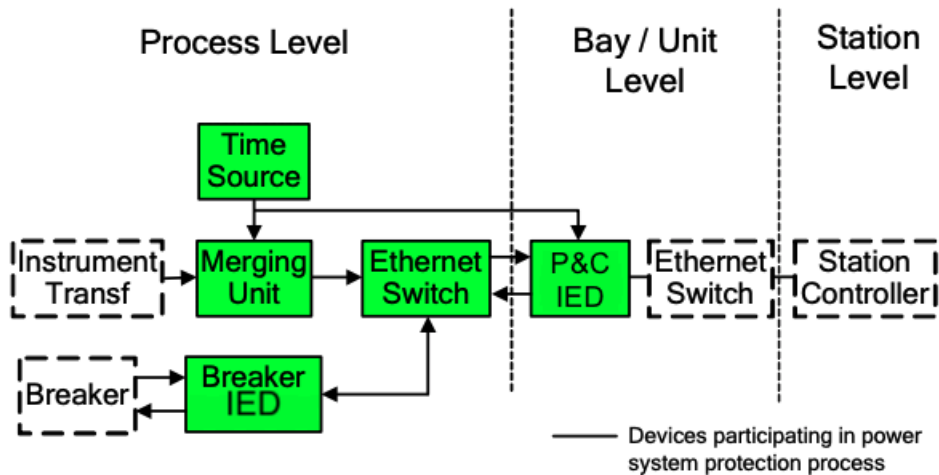 Process Level
Bay / Unit
Level
Station
Level
Time
Source
Instrument
Transf
Merging
Unit
Ethernet
Switch
P&C
IED
Ethernet
Switch
Station
Controller
Breaker
Breaker
IED
Devices participating in power
system protection process